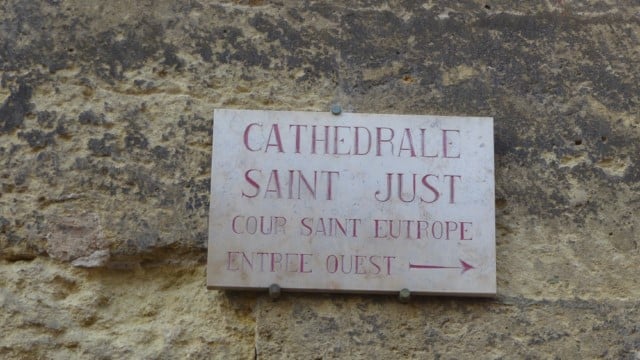 CATHEDRALE
SAINT JUST
COUR SAINT EUTROPE
ENTREE OUEST